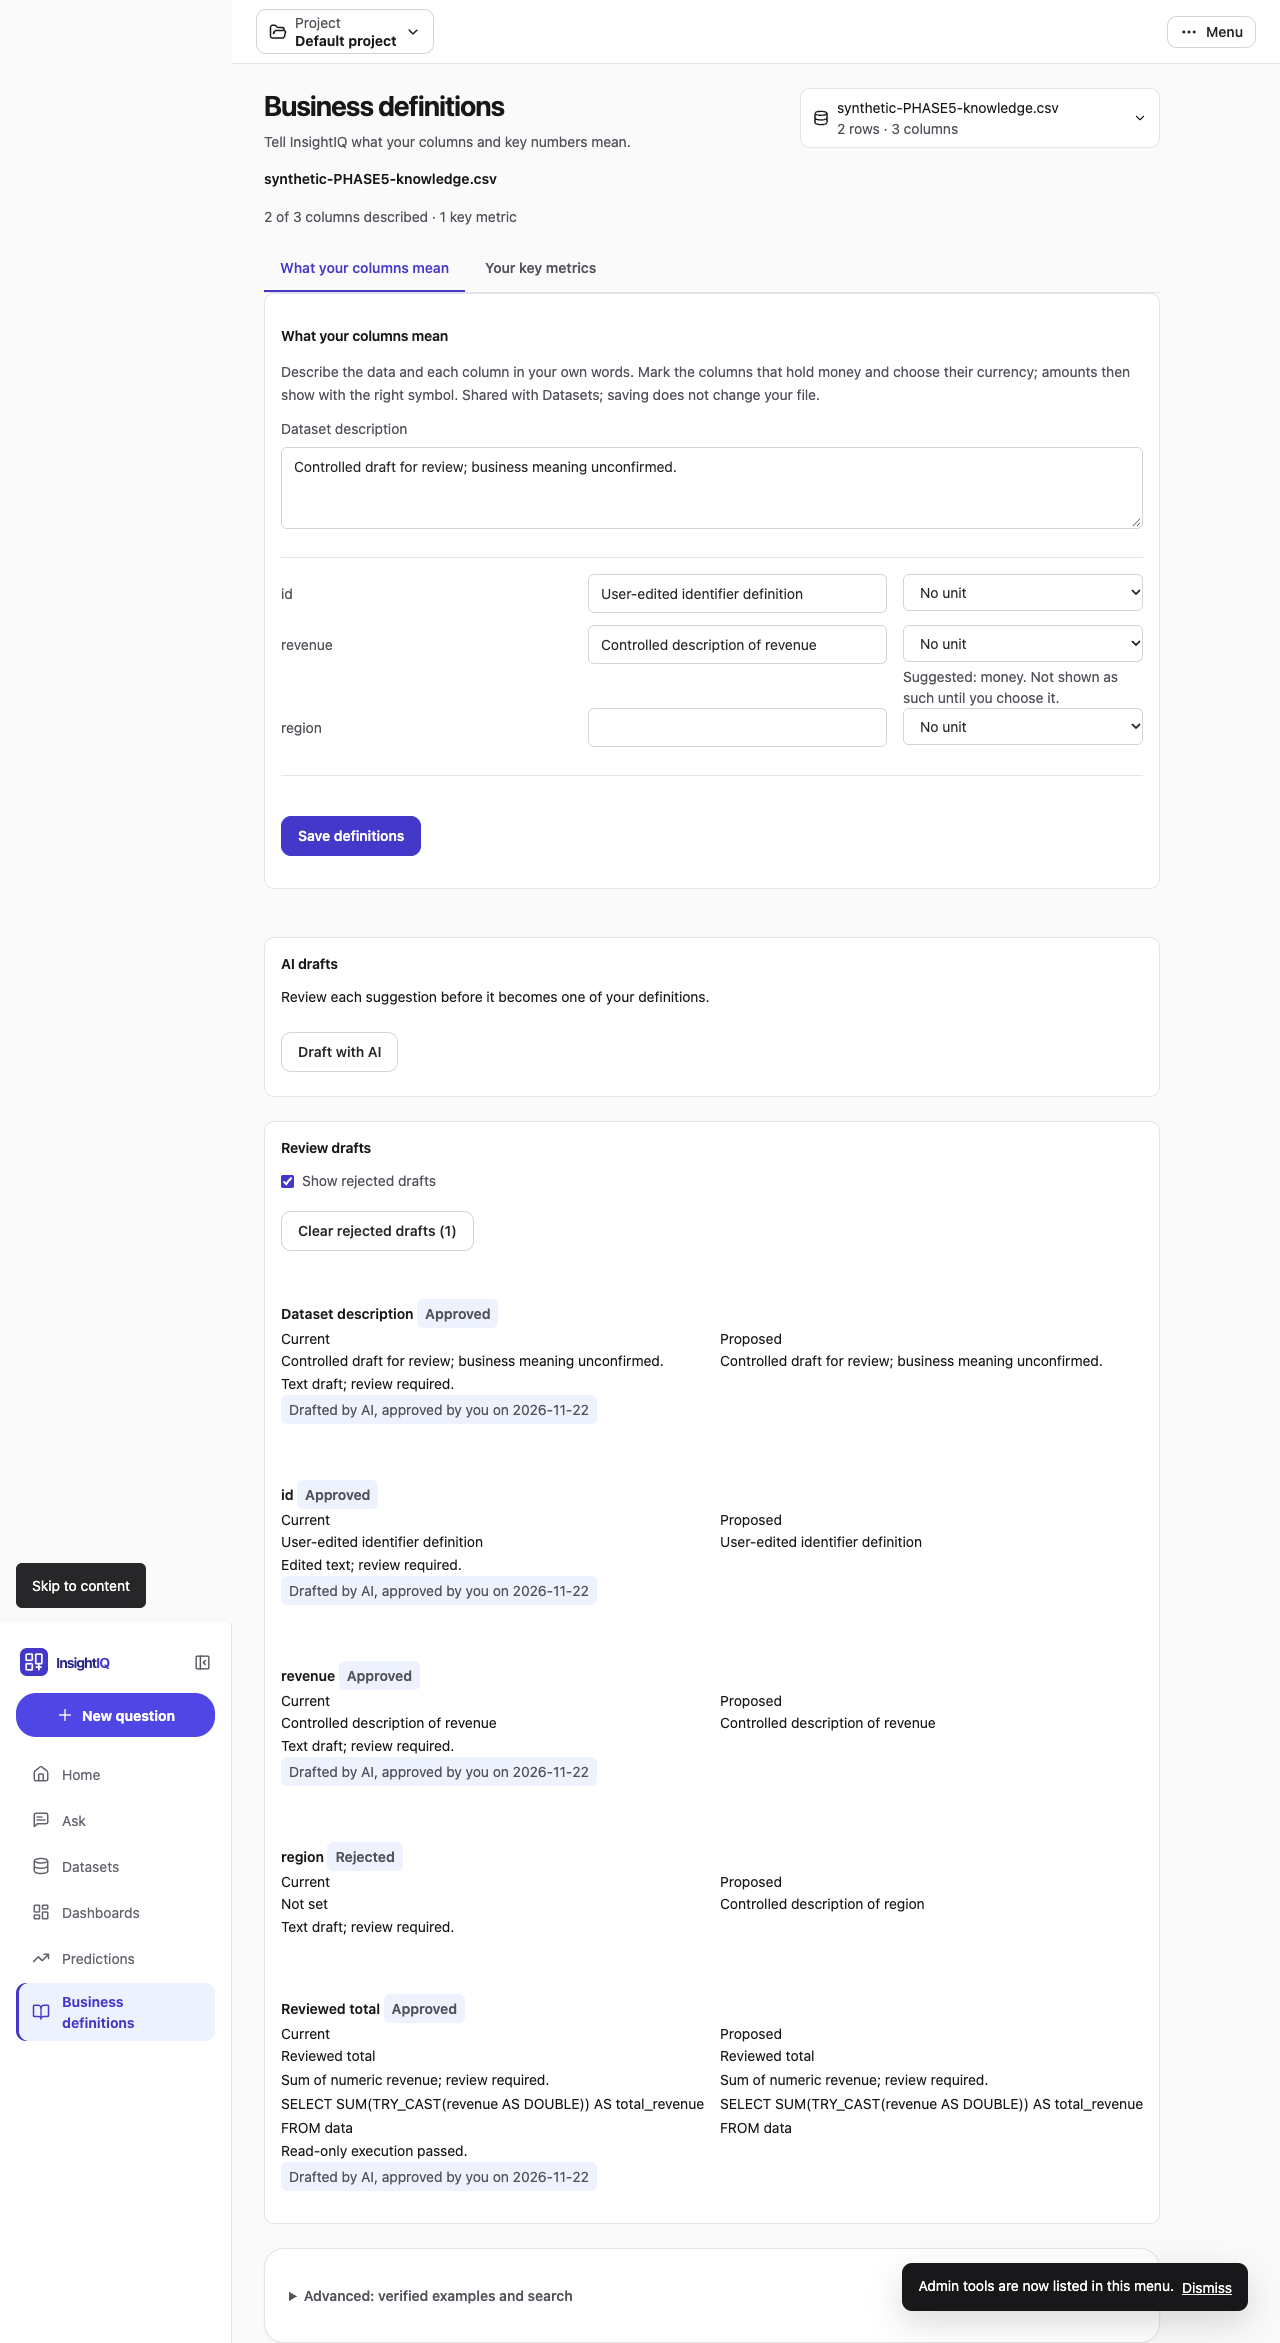 Project
Default project
Menu
Business definitions
Tell InsightIQ what your columns and key numbers mean.
synthetic-PHASE5-knowledge.csv
2 rows · 3 columns
synthetic-PHASE5-knowledge.csv
2 of 3 columns described · 1 key metric
What your columns mean
Your key metrics
What your columns mean
Describe the data and each column in your own words. Mark the columns that hold money and choose their currency; amounts then
show with the right symbol. Shared with Datasets; saving does not change your file.
Dataset description
Controlled draft for review; business meaning unconfirmed.
id
User-edited identifier definition
No unit
revenue
Controlled description of revenue
No unit
Suggested: money. Not shown as
such until you choose it.
region
No unit
Save definitions
AI drafts
Review each suggestion before it becomes one of your definitions.
Draft with AI
Review drafts
Show rejected drafts
Clear rejected drafts (1)
Dataset description Approved
Current
Controlled draft for review; business meaning unconfirmed.
Proposed
Controlled draft for review; business meaning unconfirmed.
Text draft; review required.
Drafted by AI, approved by you on 2026-11-22
id Approved
Current
User-edited identifier definition
Proposed
User-edited identifier definition
Edited text; review required.
Drafted by AI, approved by you on 2026-11-22
revenue Approved
Current
Controlled description of revenue
Proposed
Controlled description of revenue
Text draft; review required.
Drafted by AI, approved by you on 2026-11-22
region Rejected
Current
Not set
Proposed
Controlled description of region
Text draft; review required.
Reviewed total Approved
Current
Reviewed total
Sum of numeric revenue; review required.
SELECT SUM(TRY_CAST(revenue AS DOUBLE)) AS total_revenue
FROM data
Proposed
Reviewed total
Sum of numeric revenue; review required.
SELECT SUM(TRY_CAST(revenue AS DOUBLE)) AS total_revenue
FROM data
Read-only execution passed.
Drafted by AI, approved by you on 2026-11-22
Advanced: verified examples and search
Skip to content
InsightIQ
New question
Home
Ask
Datasets
Dashboards
Predictions
Business
definitions
Admin tools are now listed in this menu. Dismiss